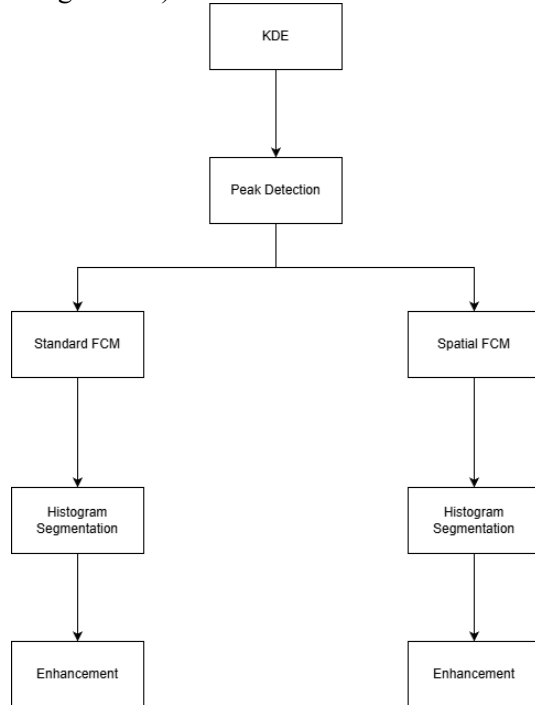 KDE
Peak Detection
Standard FCM
Spatial FCM
Histogram
Segmentation
Histogram
Segmentation
Enhancement
Enhancement